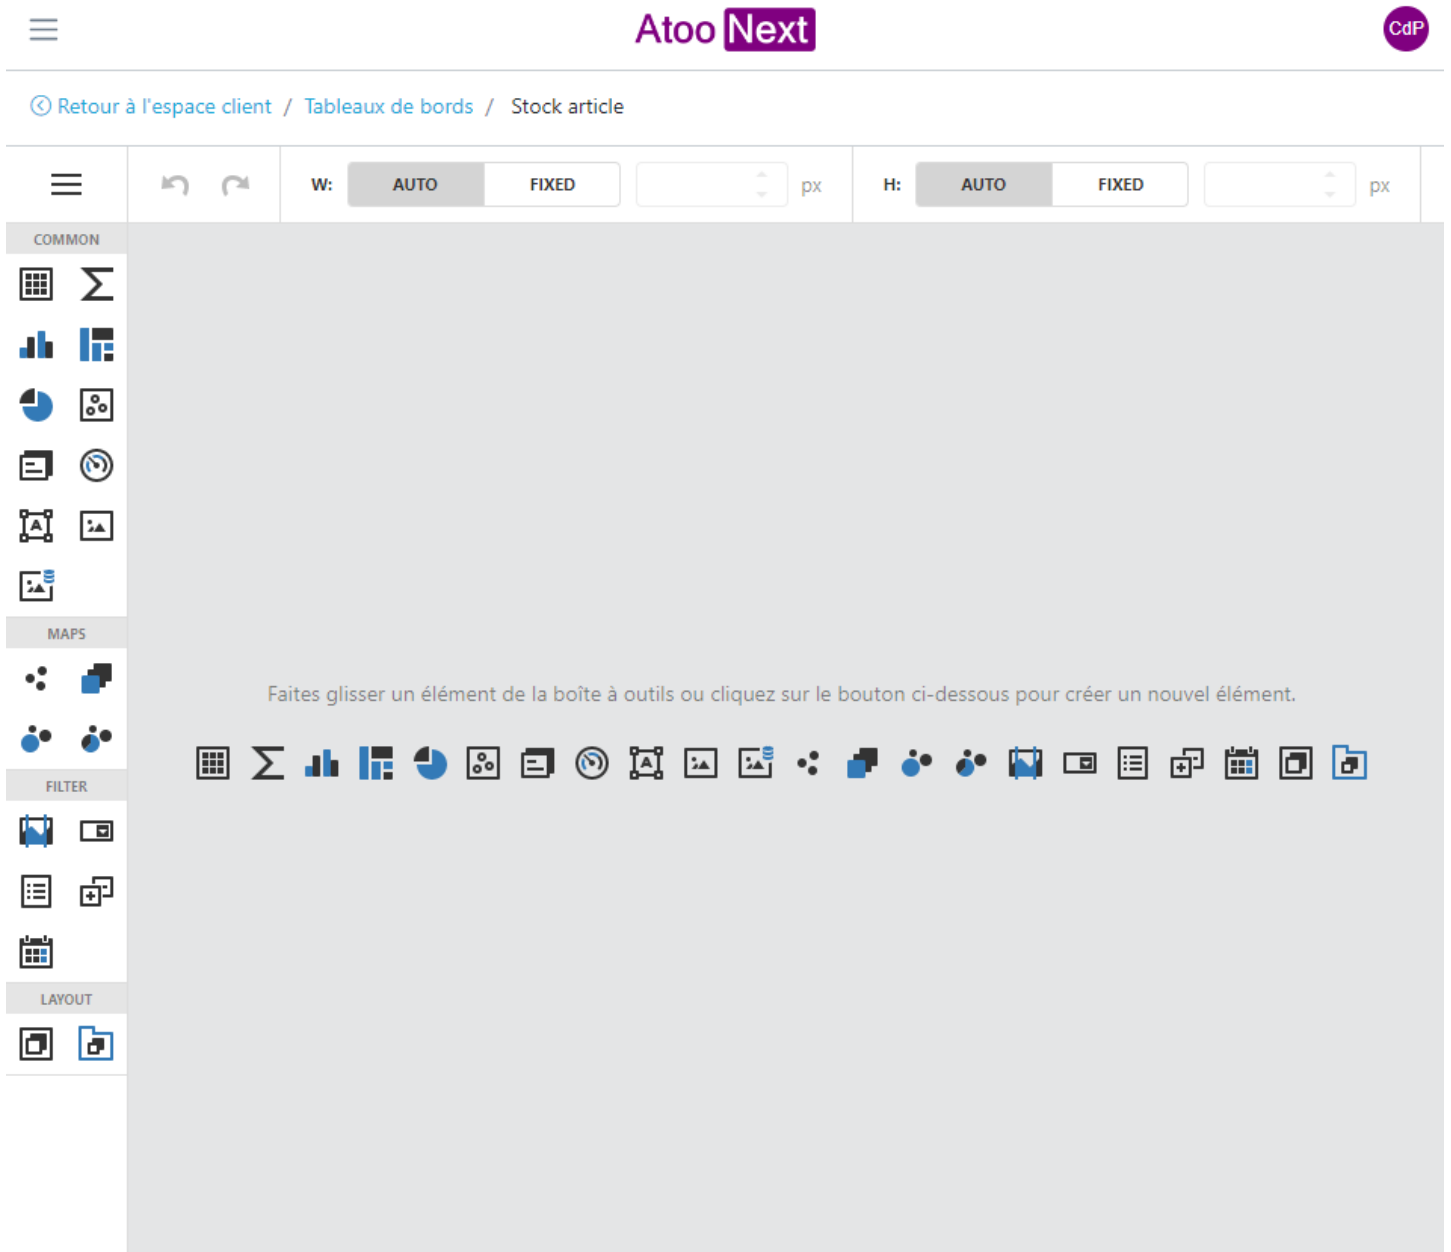 Atoo Next
CdP
Retour à l'espace client / Tableaux de bords / Stock article
W: AUTO FIXED px H: AUTO FIXED px
COMMON
MAPS
Faites glisser un élément de la boîte à outils ou cliquez sur le bouton ci-dessous pour créer un nouvel élément.
FILTER
LAYOUT